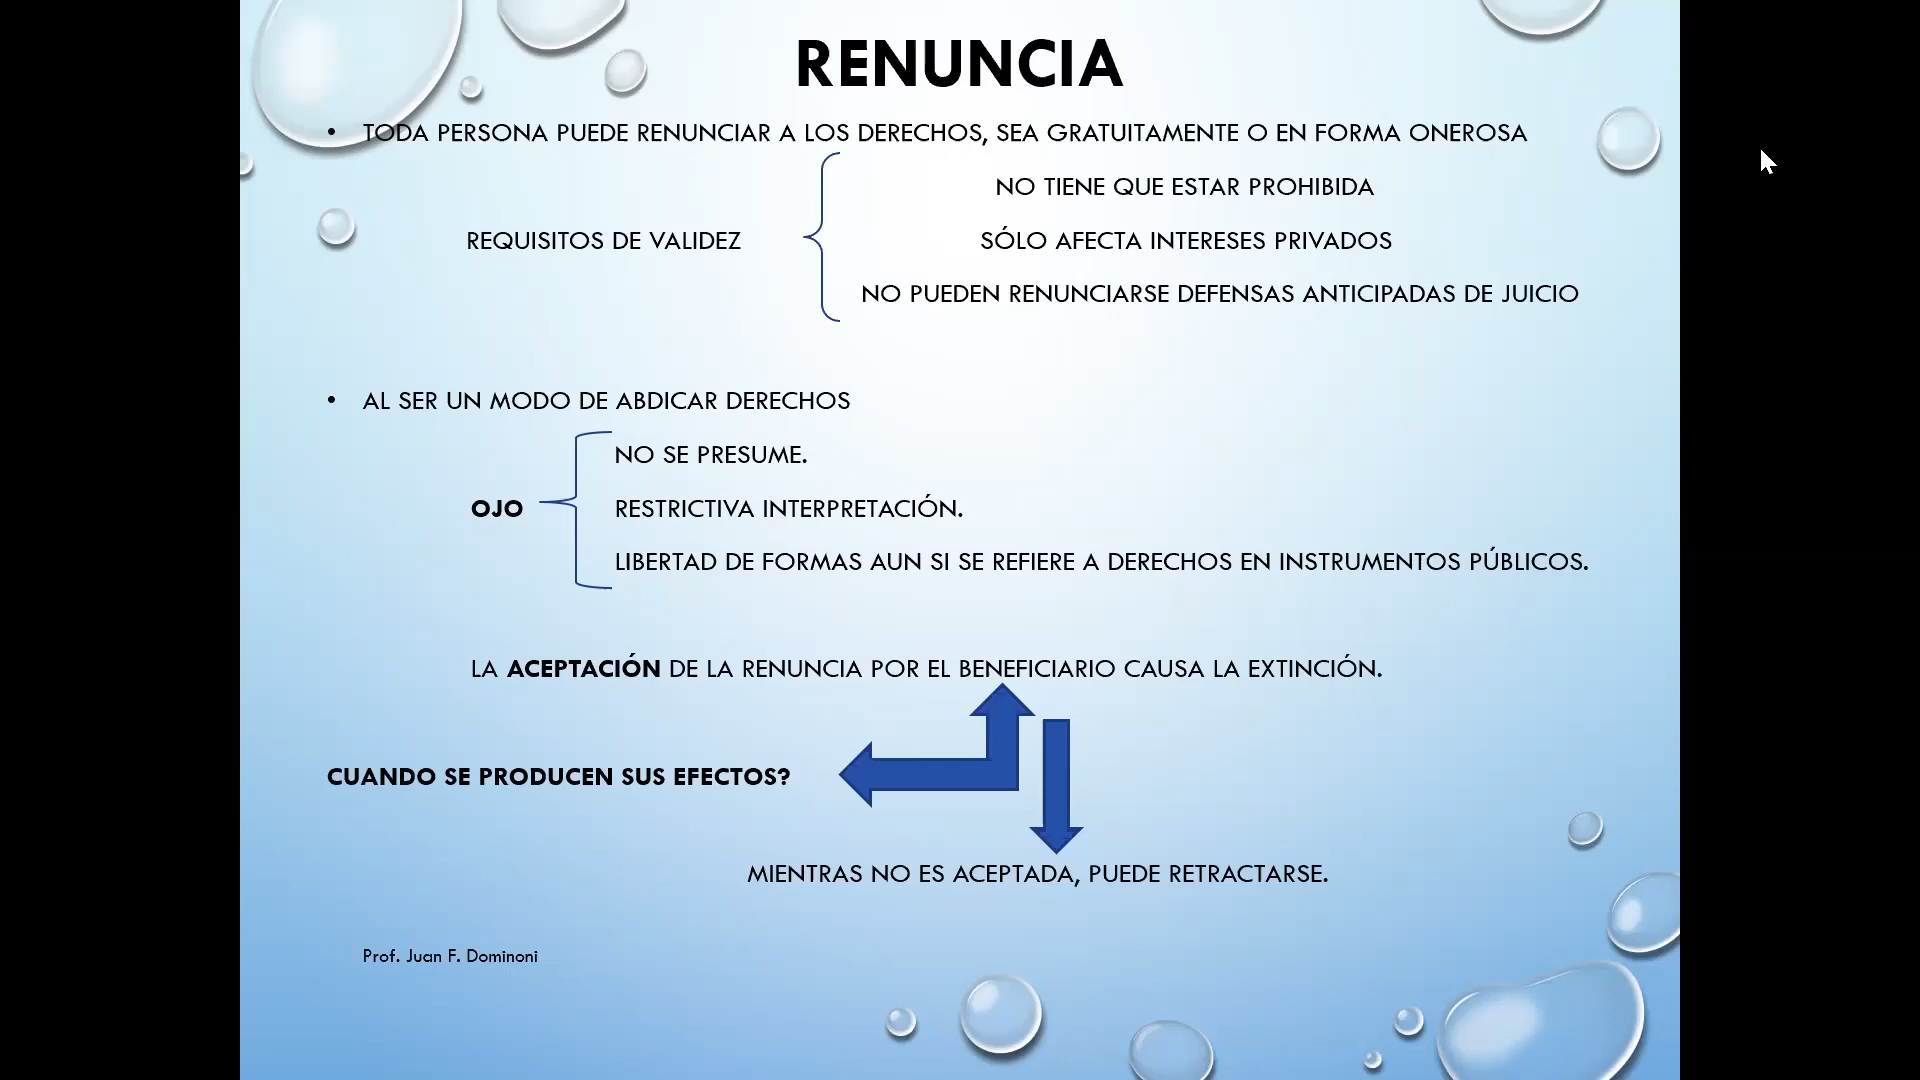 RENUNCIA
• TODA PERSONA PUEDE RENUNCIAR A LOS DERECHOS, SEA GRATUITAMENTE O EN FORMA ONEROSA
NO TIENE QUE ESTAR PROHIBIDA
REQUISITOS DE VALIDEZ
SÓLO AFECTA INTERESES PRIVADOS
NO PUEDEN RENUNCIARSE DEFENSAS ANTICIPADAS DE JUICIO
• AL SER UN MODO DE ABDICAR DERECHOS
NO SE PRESUME.
OJO
RESTRICTIVA INTERPRETACIÓN.
LIBERTAD DE FORMAS AUN SI SE REFIERE A DERECHOS EN INSTRUMENTOS PÚBLICOS.
LA ACEPTACIÓN DE LA RENUNCIA POR EL BENEFICIARIO CAUSA LA EXTINCIÓN.
CUANDO SE PRODUCEN SUS EFECTOS?
MIENTRAS NO ES ACEPTADA, PUEDE RETRACTARSE.
Prof. Juan F. Dominoni